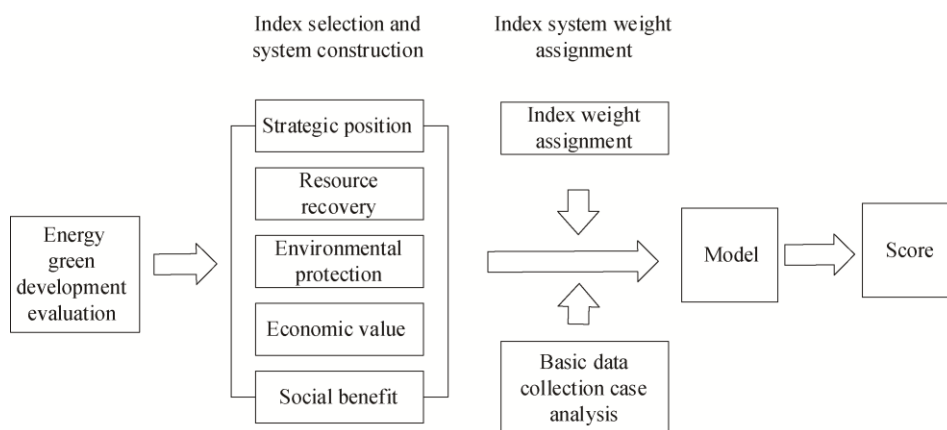 Index selection and
system construction
Index system weight
assignment
Energy
green
development
evaluation
Strategic position
Resource
recovery
Environmental
protection
Economic value
Social benefit
Index weight
assignment
Basic data
collection case
analysis
Model
Score